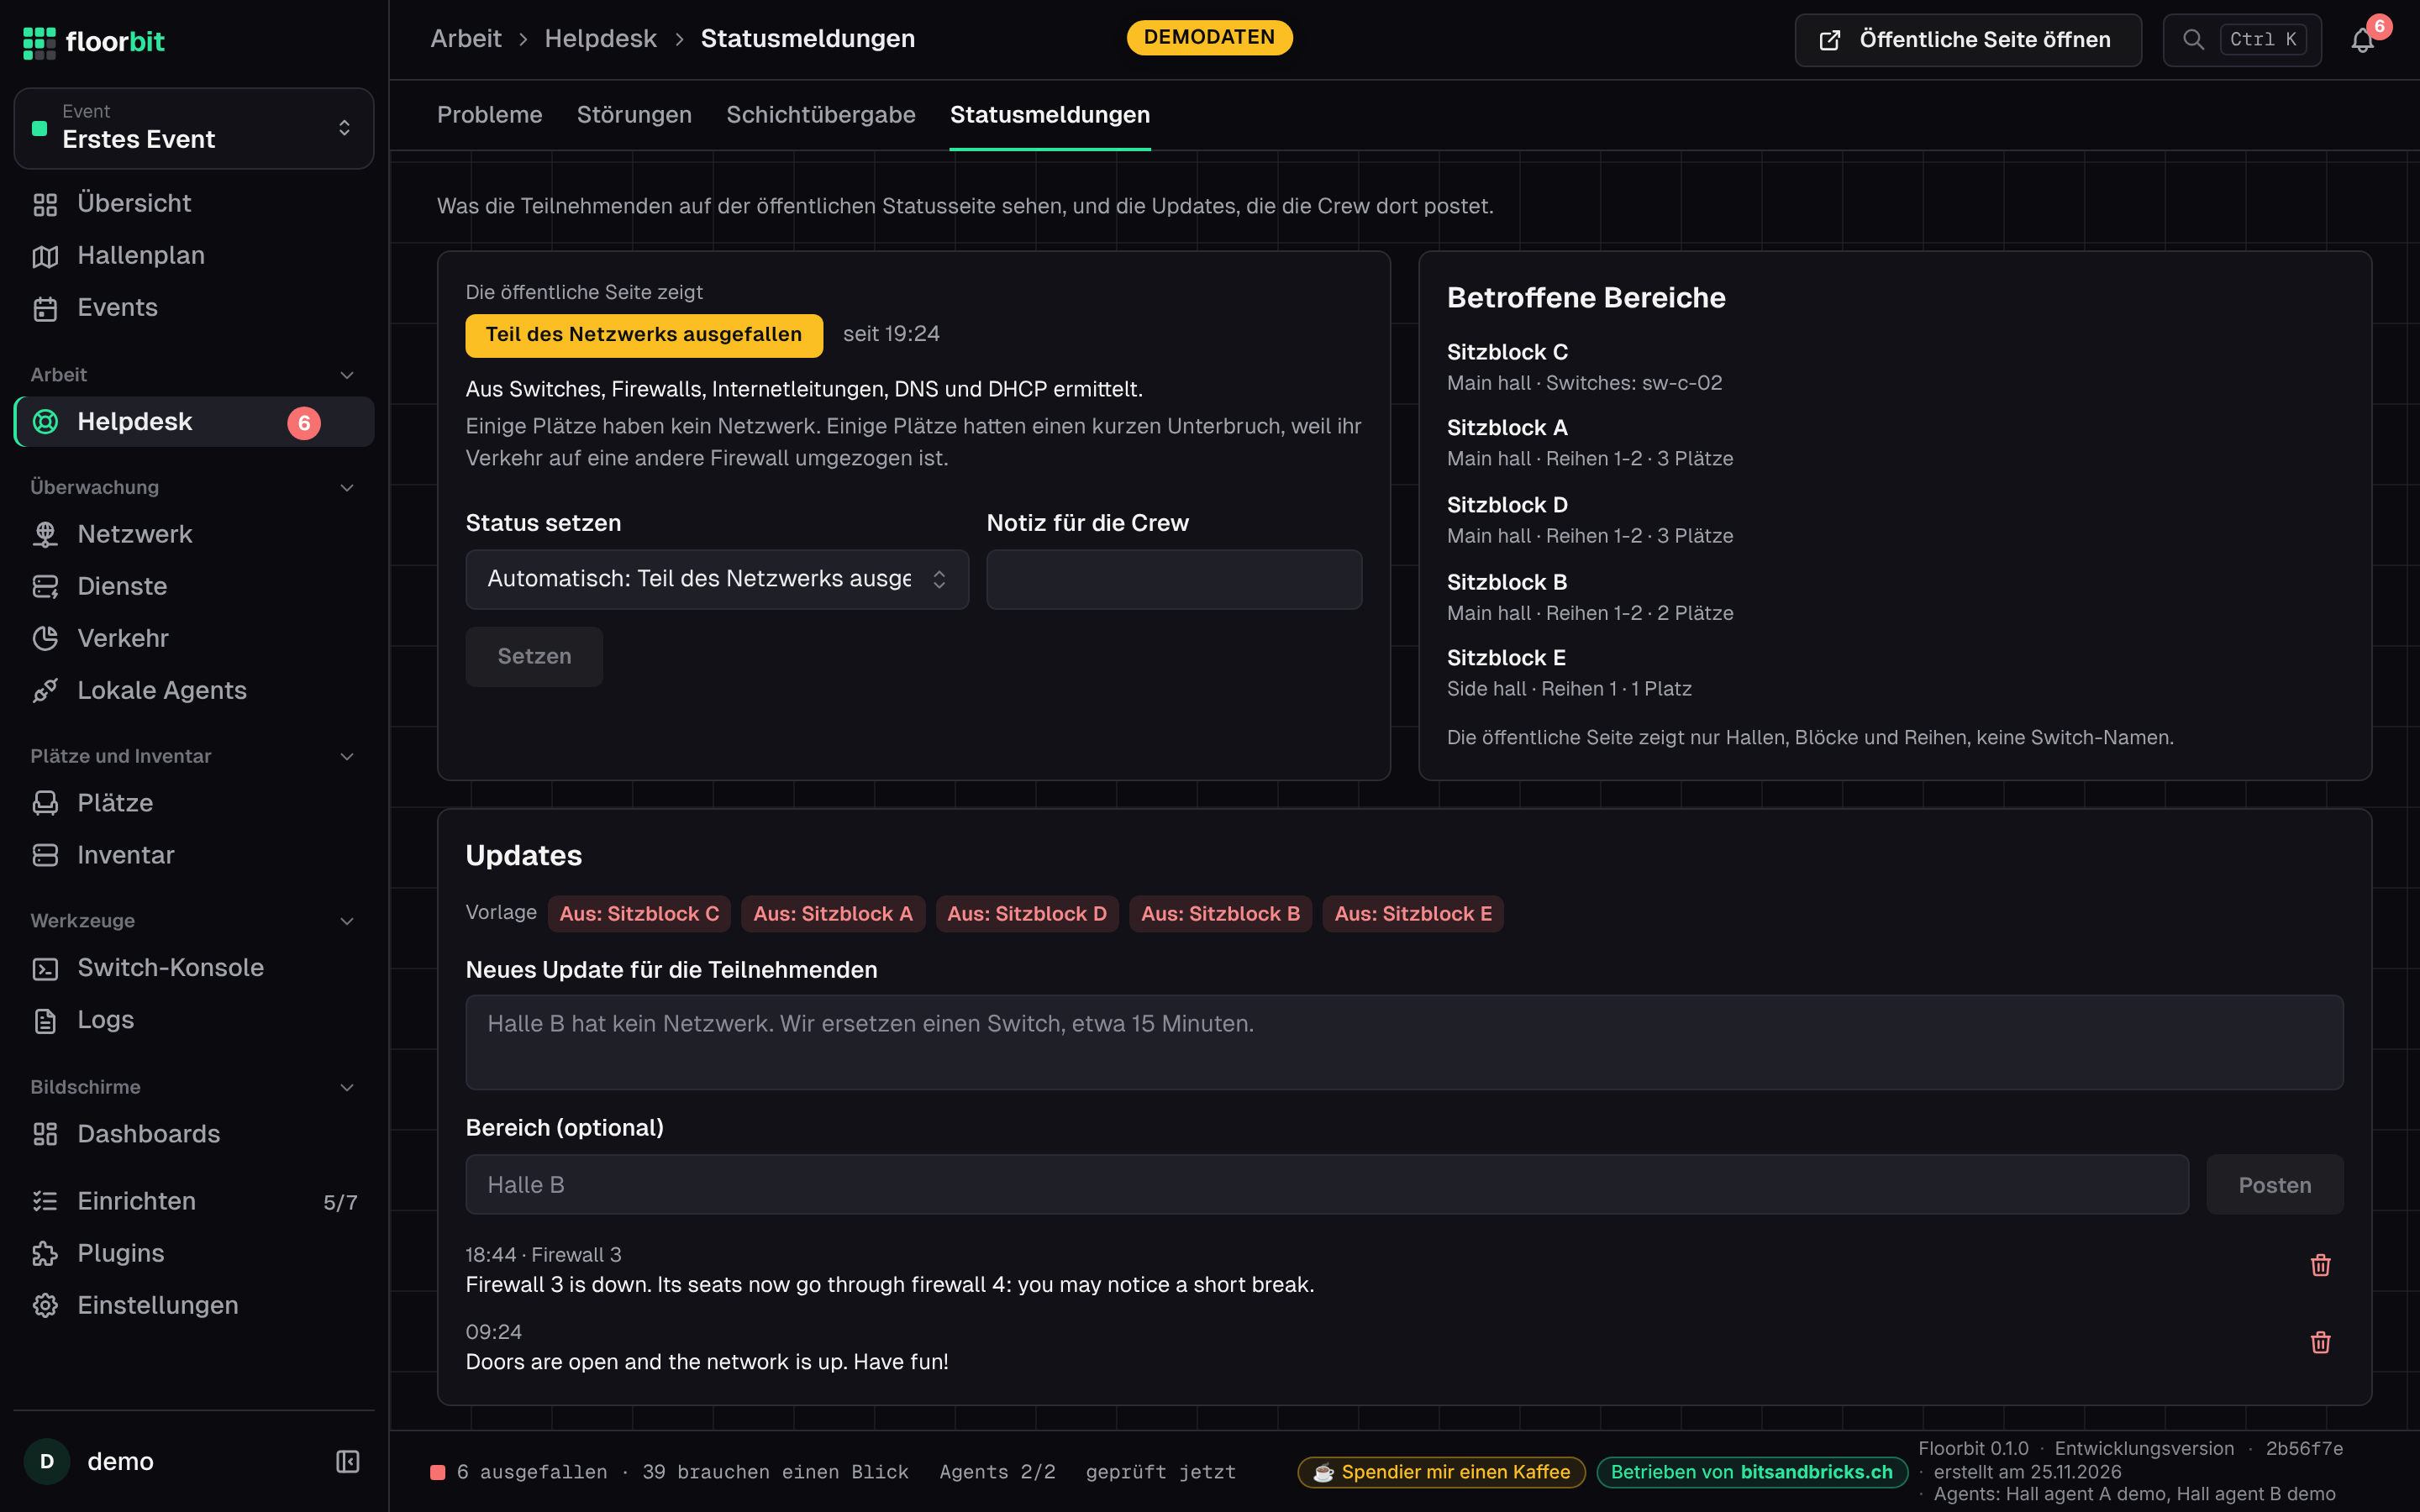 floorbit
Event
Erstes Event
Übersicht
Hallenplan
Events
Arbeit
Helpdesk
6
Überwachung
Netzwerk
Dienste
Verkehr
Lokale Agents
Plätze und Inventar
Plätze
Inventar
Werkzeuge
Switch-Konsole
Logs
Bildschirme
Dashboards
Einrichten 5/7
Plugins
Einstellungen
D demo
Arbeit > Helpdesk > Statusmeldungen
DEMODATEN
Öffentliche Seite öffnen
Ctrl K
6
Probleme Störungen Schichtübergabe Statusmeldungen
Was die Teilnehmenden auf der öffentlichen Statusseite sehen, und die Updates, die die Crew dort postet.
Die öffentliche Seite zeigt
Teil des Netzwerks ausgefallen seit 19:24
Aus Switches, Firewalls, Internetleitungen, DNS und DHCP ermittelt.
Einige Plätze haben kein Netzwerk. Einige Plätze hatten einen kurzen Unterbruch, weil ihr
Verkehr auf eine andere Firewall umgezogen ist.
Status setzen
Notiz für die Crew
Automatisch: Teil des Netzwerks ausge
Setzen
Betroffene Bereiche
Sitzblock C
Main hall · Switches: sw-c-02
Sitzblock A
Main hall · Reihen 1-2 · 3 Plätze
Sitzblock D
Main hall · Reihen 1-2 · 3 Plätze
Sitzblock B
Main hall · Reihen 1-2 · 2 Plätze
Sitzblock E
Side hall · Reihen 1 · 1 Platz
Die öffentliche Seite zeigt nur Hallen, Blöcke und Reihen, keine Switch-Namen.
Updates
Vorlage Aus: Sitzblock C Aus: Sitzblock A Aus: Sitzblock D Aus: Sitzblock B Aus: Sitzblock E
Neues Update für die Teilnehmenden
Halle B hat kein Netzwerk. Wir ersetzen einen Switch, etwa 15 Minuten.
Bereich (optional)
Halle B
Posten
18:44 · Firewall 3
Firewall 3 is down. Its seats now go through firewall 4: you may notice a short break.
09:24
Doors are open and the network is up. Have fun!
6 ausgefallen · 39 brauchen einen Blick Agents 2/2 geprüft jetzt
☕ Spendier mir einen Kaffee
Betrieben von bitsandbricks.ch
Floorbit 0.1.0 · Entwicklungsversion · 2b56f7e
· erstellt am 25.11.2026
· Agents: Hall agent A demo, Hall agent B demo